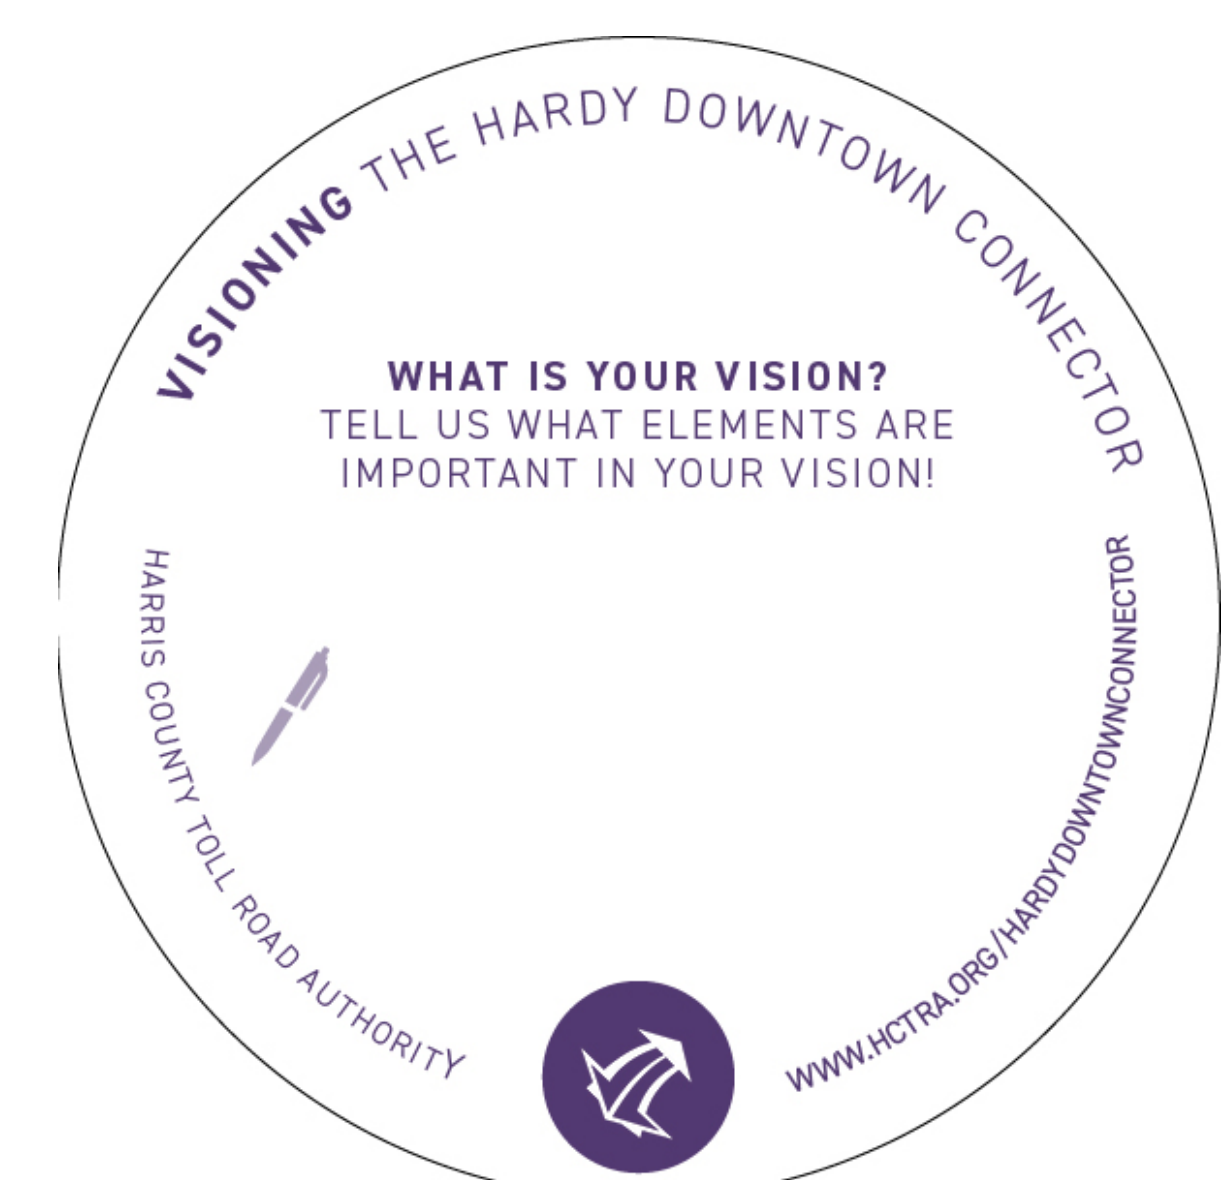 VISIONING THE HARDY DOWNTOWN CONNECTOR
WHAT IS YOUR VISION?
TELL US WHAT ELEMENTS ARE
IMPORTANT IN YOUR VISION!
HARRIS COUNTY TOLL ROAD AUTHORITY
WWW.HCTRA.ORG/HARDYDOWNTOWNCONNECTOR